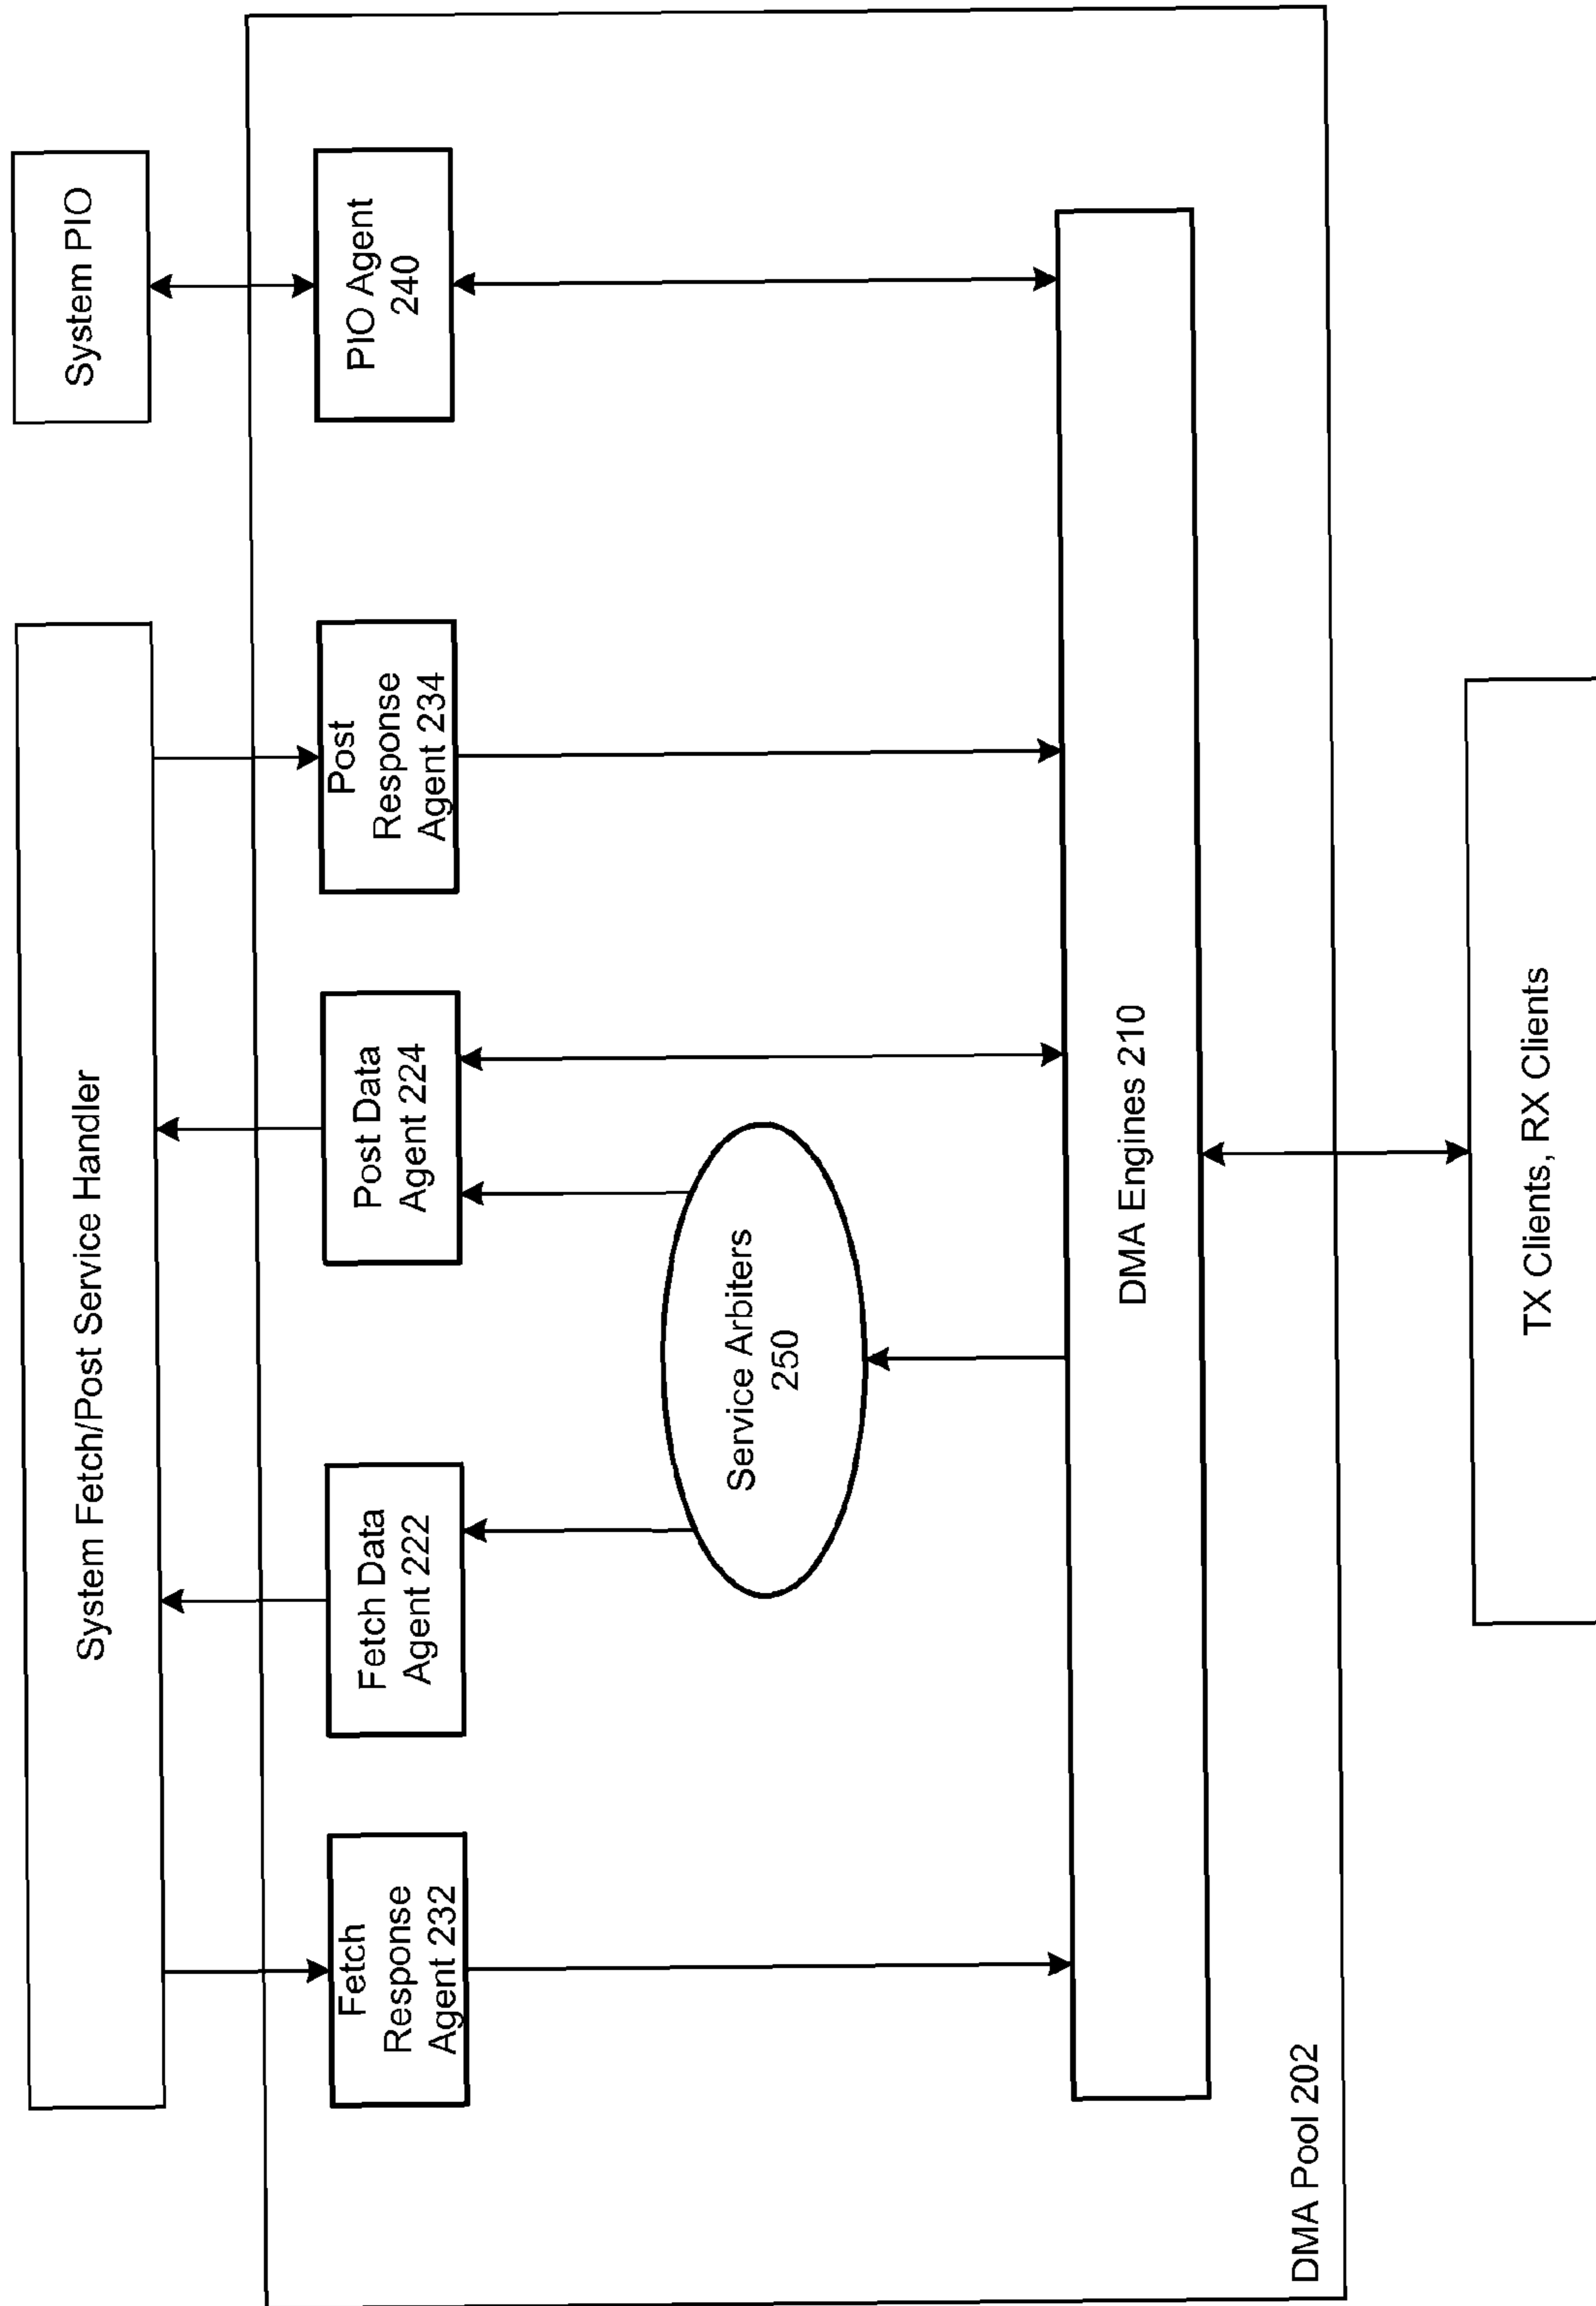 System Fetch/Post Service Handler
System PIO
Fetch
Response
Agent 232
Fetch Data
Agent 222
Post Data
Agent 224
Post
Response
Agent 234
PIO Agent
240
Service Arbiters
250
DMA Engines 210
DMA Pool 202
TX Clients, RX Clients